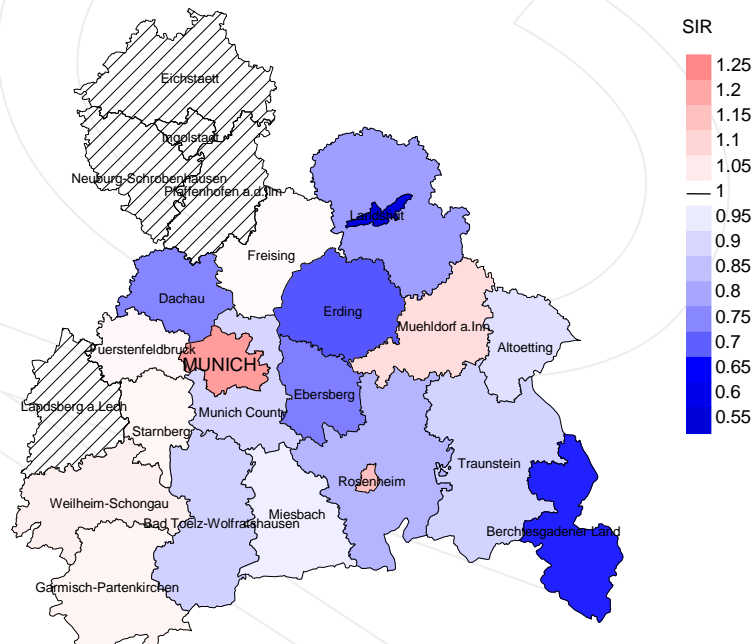 SIR
1.25
1.2
1.15
1.1
1.05
1
0.95
0.9
0.85
0.8
0.75
0.7
0.65
0.6
0.55
Eichstaett
Ingolstadt
Neuburg-Schrobenhausen
Pfaffenhofen a.d.Ilm
Landshut
Freising
Dachau
Erding
Muehldorf a.Inn
Altoetting
Fuerstenfeldbruck
MUNICH
Ebersberg
Landsberg a.Lech
Munich County
Starnberg
Traunstein
Rosenheim
Weilheim-Schongau
Miesbach
Bad Toelz-Wolfratshausen
Berchtesgadener Land
Garmisch-Partenkirchen